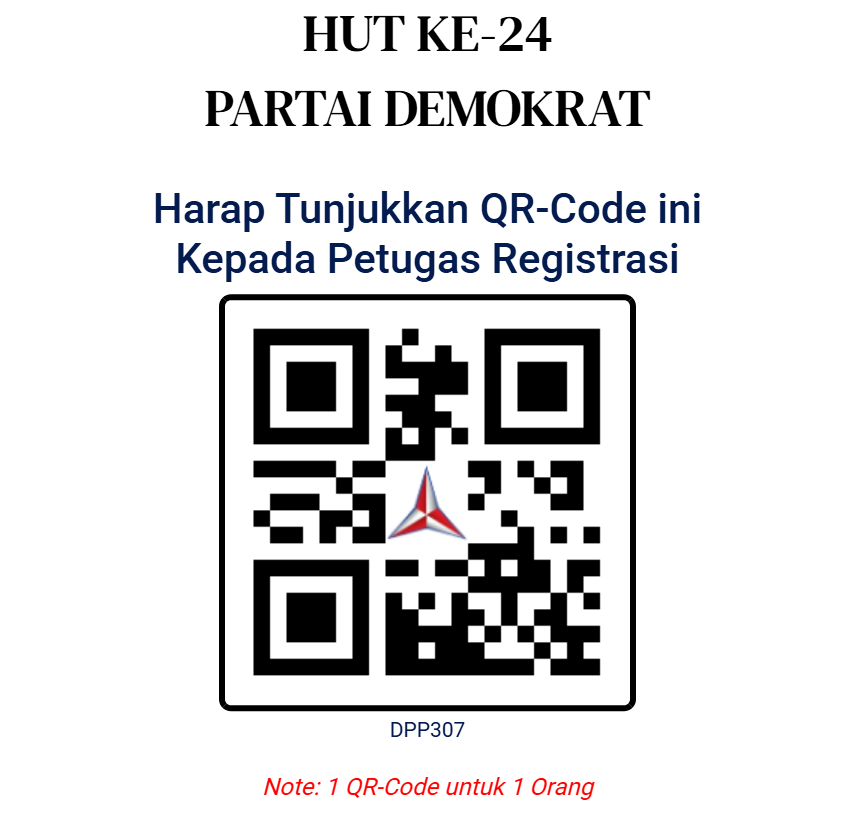 HUT KE-24
PARTAI DEMOKRAT
Harap Tunjukkan QR-Code ini
Kepada Petugas Registrasi
DPP307
Note: 1 QR-Code untuk 1 Orang